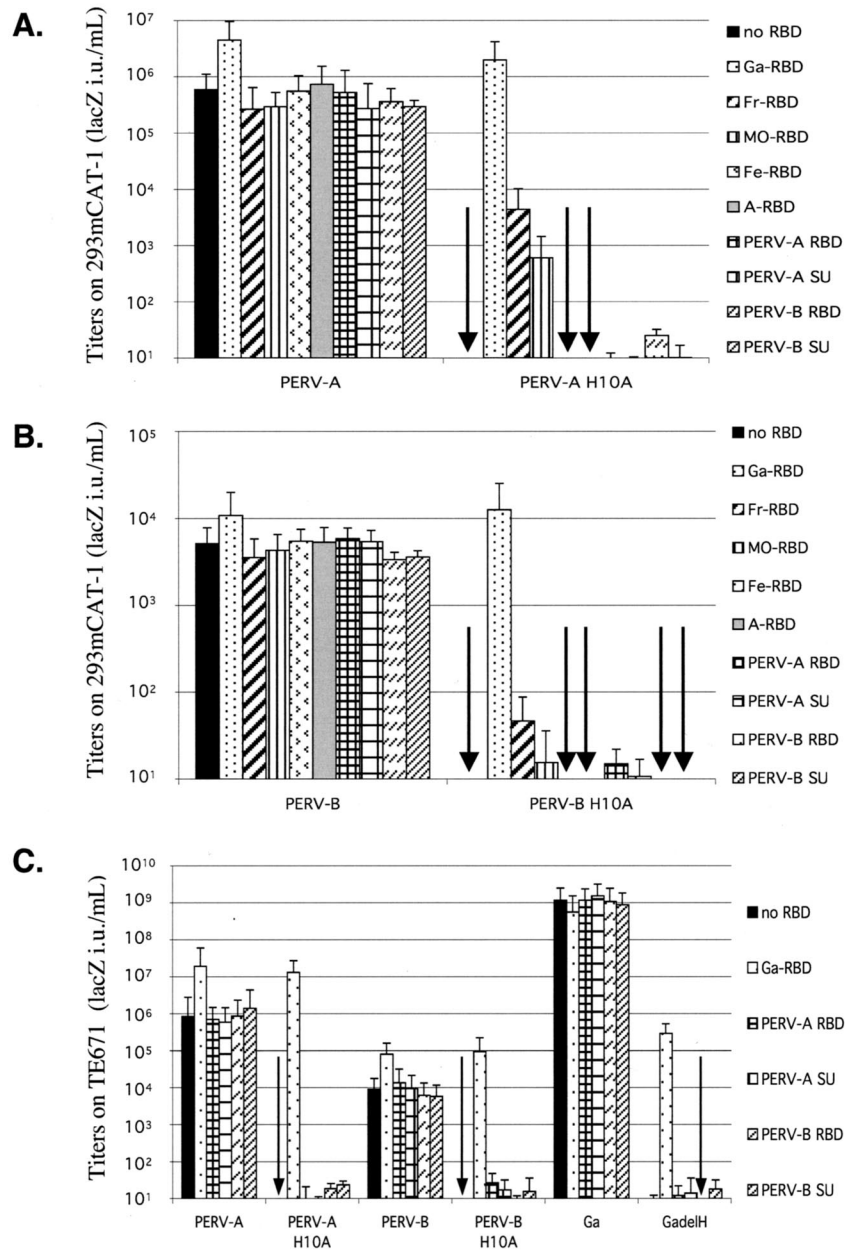 A.
Titers on 293mCAT-1 (lacZ i.u./mL)
10⁷
10⁶
10⁵
10⁴
10³
10²
10¹
PERV-A
PERV-A H10A
no RBD
Ga-RBD
Fr-RBD
MO-RBD
Fe-RBD
A-RBD
PERV-A RBD
PERV-A SU
PERV-B RBD
PERV-B SU
B.
Titers on 293mCAT-1 (lacZ i.u./mL)
10⁵
10⁴
10³
10²
10¹
PERV-B
PERV-B H10A
no RBD
Ga-RBD
Fr-RBD
MO-RBD
Fe-RBD
A-RBD
PERV-A RBD
PERV-A SU
PERV-B RBD
PERV-B SU
C.
Titers on TE671 (lacZ i.u./mL)
10¹⁰
10⁹
10⁸
10⁷
10⁶
10⁵
10⁴
10³
10²
10¹
PERV-A
PERV-A
H10A
PERV-B
PERV-B
H10A
Ga
GadelH
no RBD
Ga-RBD
PERV-A RBD
PERV-A SU
PERV-B RBD
PERV-B SU